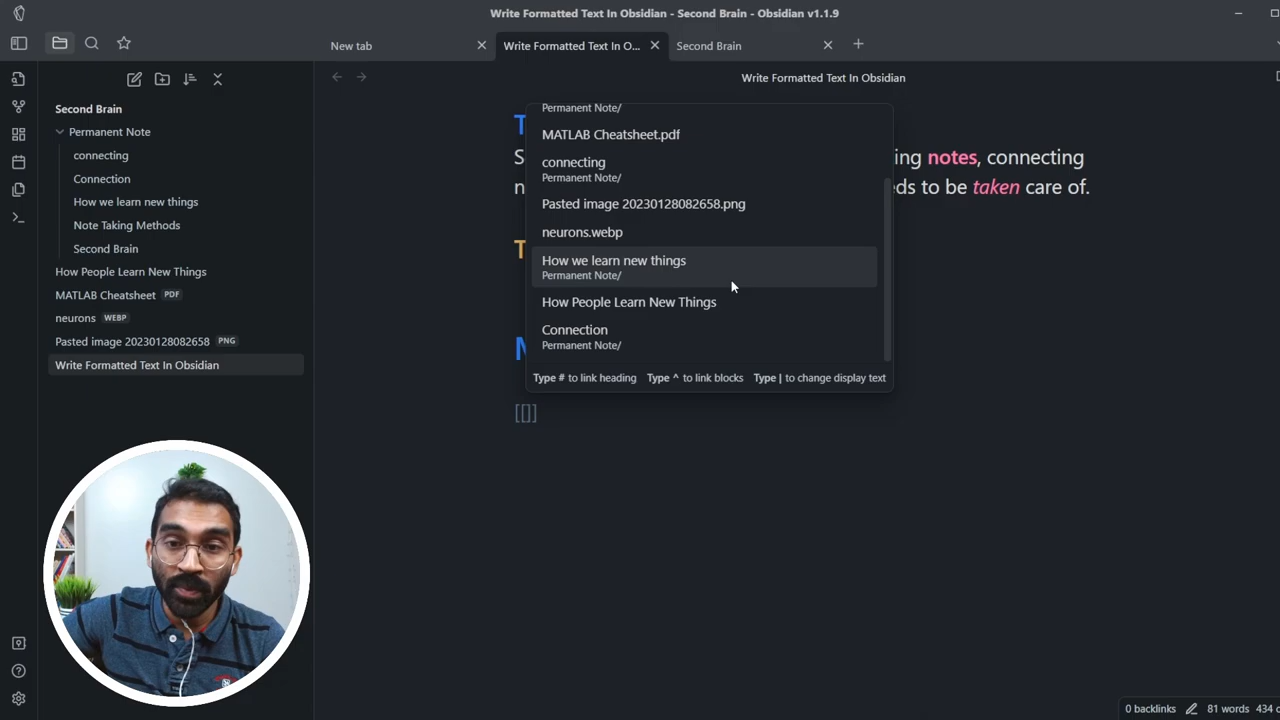 Write Formatted Text In Obsidian - Second Brain - Obsidian v1.1.9
New tab
Write Formatted Text In O...
Second Brain
Write Formatted Text In Obsidian
Second Brain
Permanent Note
connecting
Connection
How we learn new things
Note Taking Methods
Second Brain
How People Learn New Things
MATLAB Cheatsheet PDF
neurons WEBP
Pasted image 20230128082658 PNG
Write Formatted Text In Obsidian
notes, connecting
to be taken care of.
Permanent Note/
MATLAB Cheatsheet.pdf
connecting
Permanent Note/
Pasted image 20230128082658.png
neurons.webp
How we learn new things
Permanent Note/
How People Learn New Things
Connection
Permanent Note/
Type # to link heading Type ^ to link blocks Type | to change display text
[[]]
0 backlinks 81 words 434